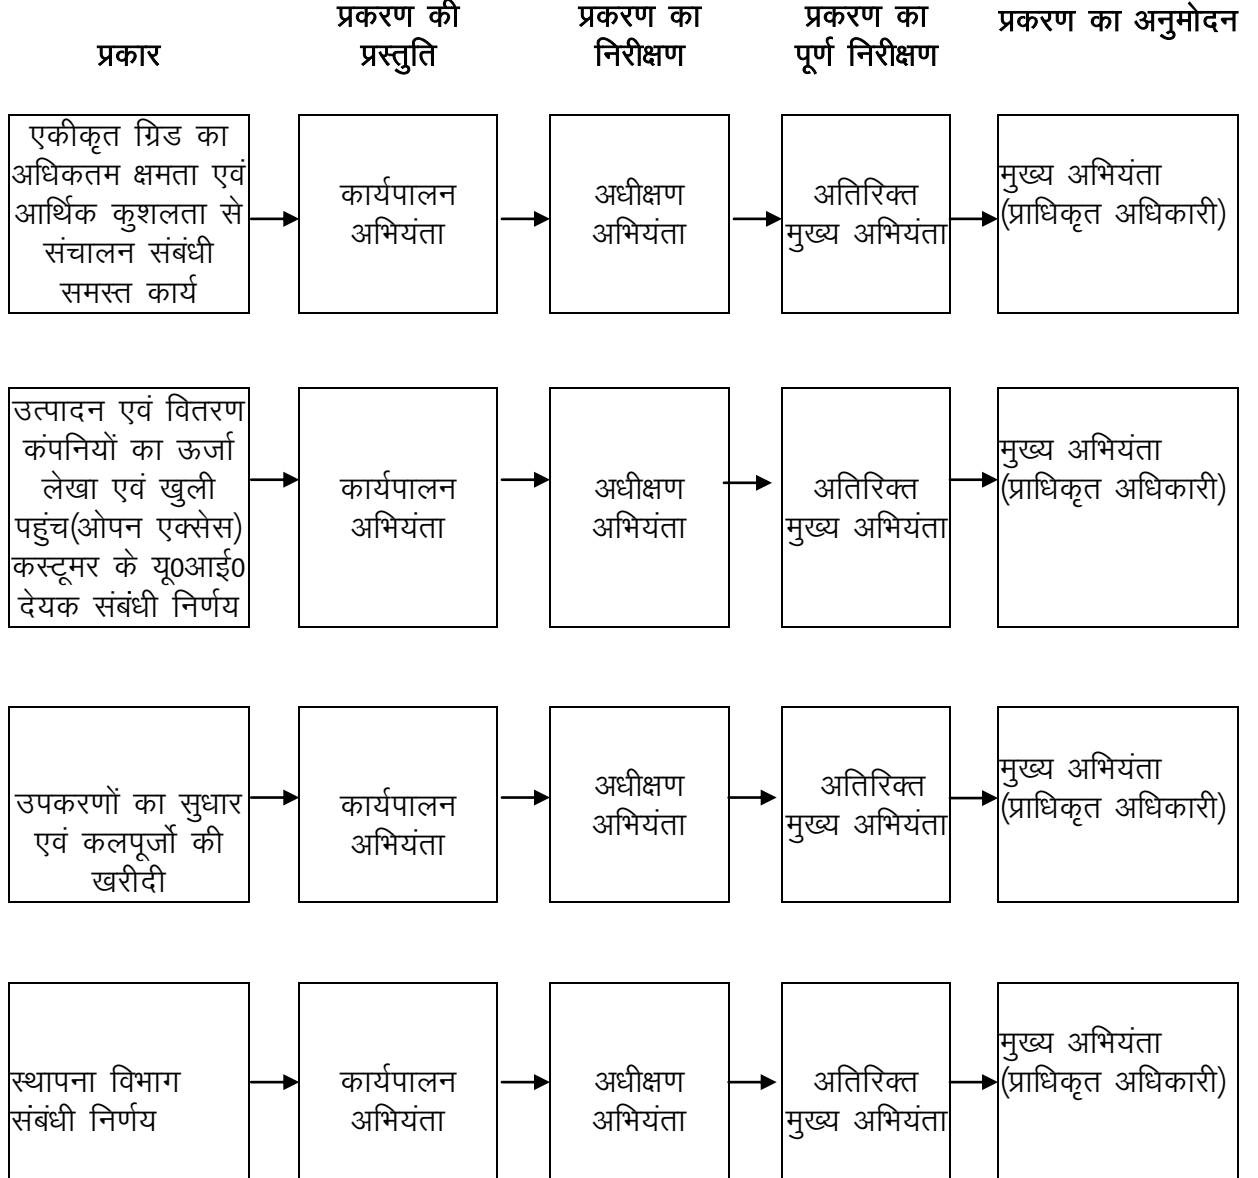 प्रकार
प्रकरण की
प्रस्तुति
प्रकरण का
निरीक्षण
प्रकरण का
पूर्ण निरीक्षण
प्रकरण का अनुमोदन
एकीकृत ग्रिड का
अधिकतम क्षमता एवं
आर्थिक कुशलता से
संचालन संबंधी
समस्त कार्य
कार्यपालन
अभियंता
अधीक्षण
अभियंता
अतिरिक्त
मुख्य अभियंता
मुख्य अभियंता
(प्राधिकृत अधिकारी)
उत्पादन एवं वितरण
कंपनियों का ऊर्जा
लेखा एवं खुली
पहुंच(ओपन एक्सेस)
कस्टूमर के यू0आई0
देयक संबंधी निर्णय
कार्यपालन
अभियंता
अधीक्षण
अभियंता
अतिरिक्त
मुख्य अभियंता
मुख्य अभियंता
(प्राधिकृत अधिकारी)
उपकरणों का सुधार
एवं कलपूर्जो की
खरीदी
कार्यपालन
अभियंता
अधीक्षण
अभियंता
अतिरिक्त
मुख्य अभियंता
मुख्य अभियंता
(प्राधिकृत अधिकारी)
स्थापना विभाग
संबंधी निर्णय
कार्यपालन
अभियंता
अधीक्षण
अभियंता
अतिरिक्त
मुख्य अभियंता
मुख्य अभियंता
(प्राधिकृत अधिकारी)